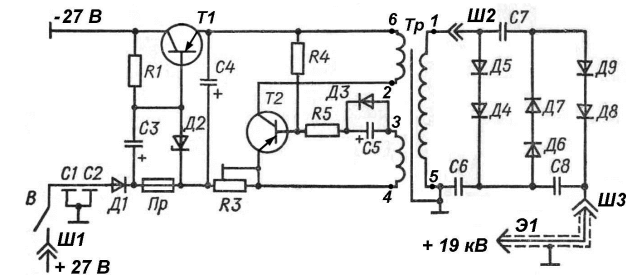 -27 В
Т1
6
Тр
1
Ш2
С7
R1
С4
R4
Т2
2
Д3
Д5
Д9
С3
+
Д2
+
R5
3
+
С5
Д4
Д7
Д8
Д6
В
С1
С2
Д1
Пр
R3
4
5
С6
С8
Ш3
Ш1
Э1
+ 19 кВ
+ 27 В